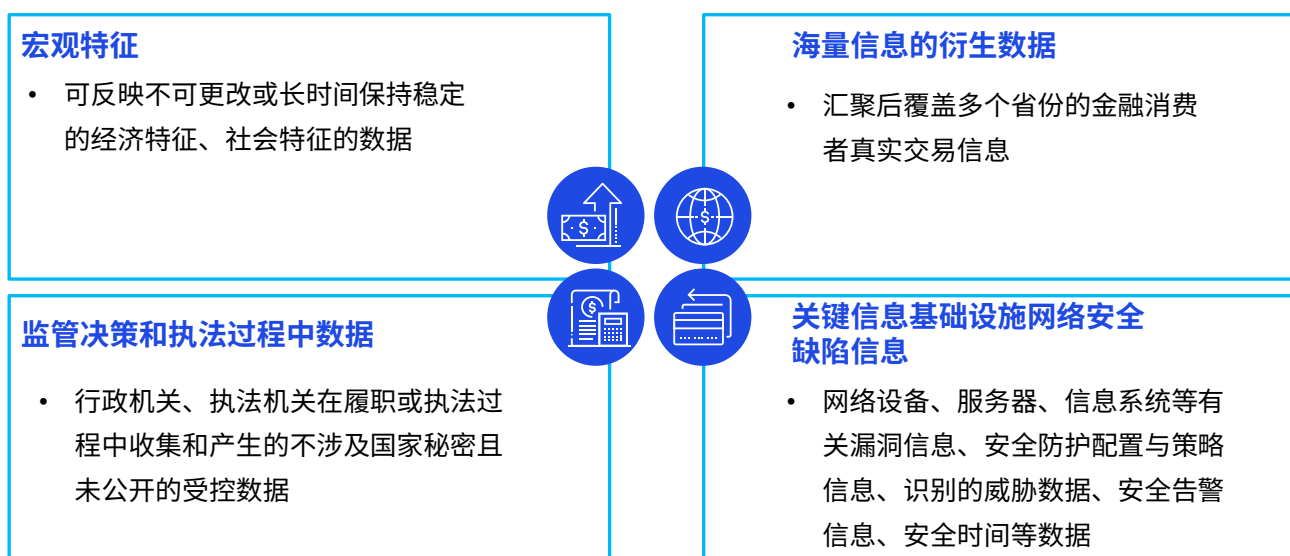 宏观特征
• 可反映不可更改或长时间保持稳定
的经济特征、社会特征的数据
海量信息的衍生数据
• 汇聚后覆盖多个省份的金融消费
者真实交易信息
监管决策和执法过程中数据
• 行政机关、执法机关在履职或执法过
程中收集和产生的不涉及国家秘密且
未公开的受控数据
关键信息基础设施网络安全
缺陷信息
• 网络设备、服务器、信息系统等有
关漏洞信息、安全防护配置与策略
信息、识别的威胁数据、安全告警
信息、安全时间等数据